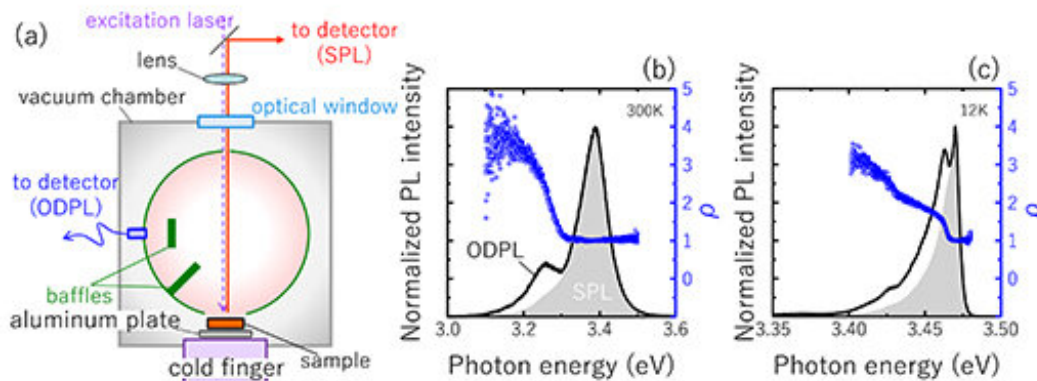 (a)
excitation laser
to detector
(SPL)
lens
vacuum chamber
optical window
to detector
(ODPL)
baffles
aluminum plate
cold finger
sample
(b)
300K
Normalized PL intensity
ODPL
SPL
5
4
3
2
1
0
ρ
3.0
3.2
3.4
3.6
Photon energy (eV)
(c)
12K
Normalized PL intensity
5
4
3
2
1
0
ρ
3.35
3.40
3.45
3.50
Photon energy (eV)